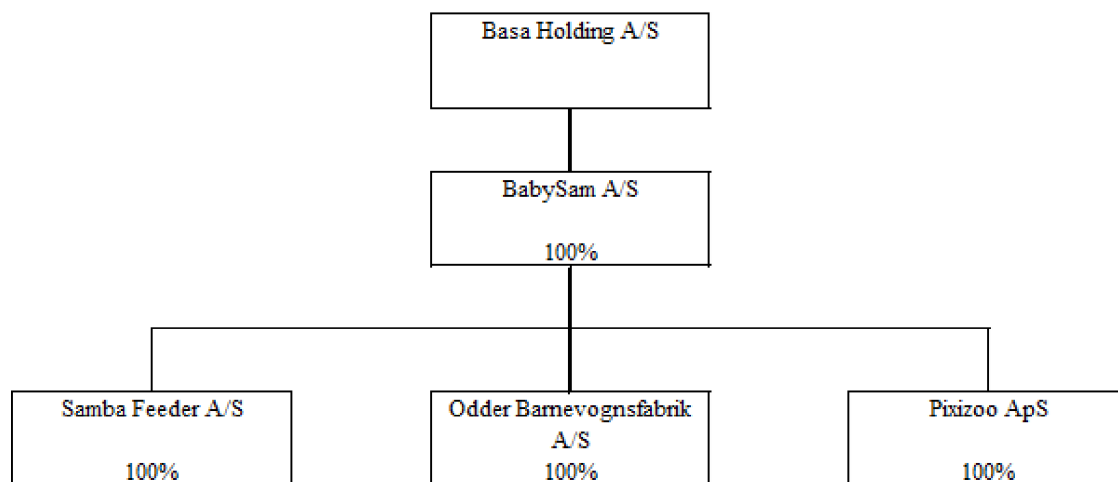 Basa Holding A/S
BabySam A/S
100%
Samba Feeder A/S
100%
Odder Barnevognsfabrik
A/S
100%
Pixizoo ApS
100%